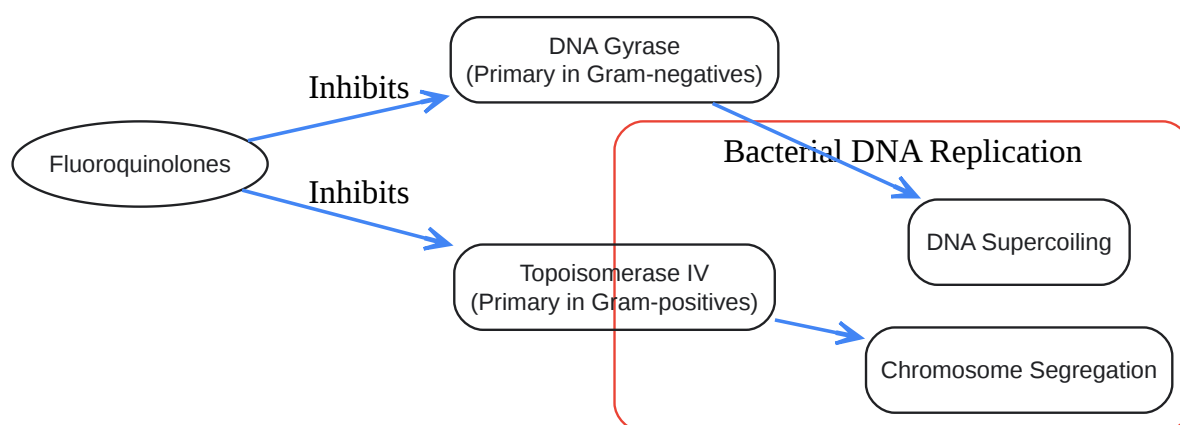 DNA Gyrase
(Primary in Gram-negatives)
Inhibits
Bacterial DNA Replication
Fluoroquinolones
Inhibits
DNA Supercoiling
Topoisomerase IV
(Primary in Gram-positives)
Chromosome Segregation